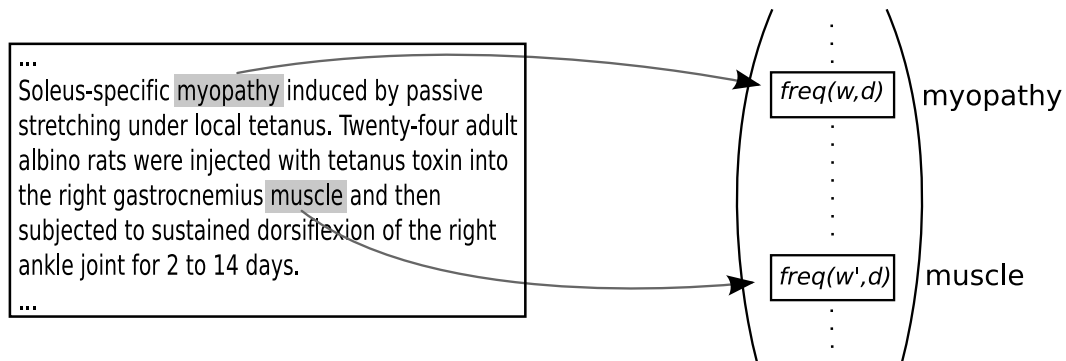 ...
Soleus-specific myopathy induced by passive
stretching under local tetanus. Twenty-four adult
albino rats were injected with tetanus toxin into
the right gastrocnemius muscle and then
subjected to sustained dorsiflexion of the right
ankle joint for 2 to 14 days.
...
freq(w,d)
myopathy
freq(w',d)
muscle